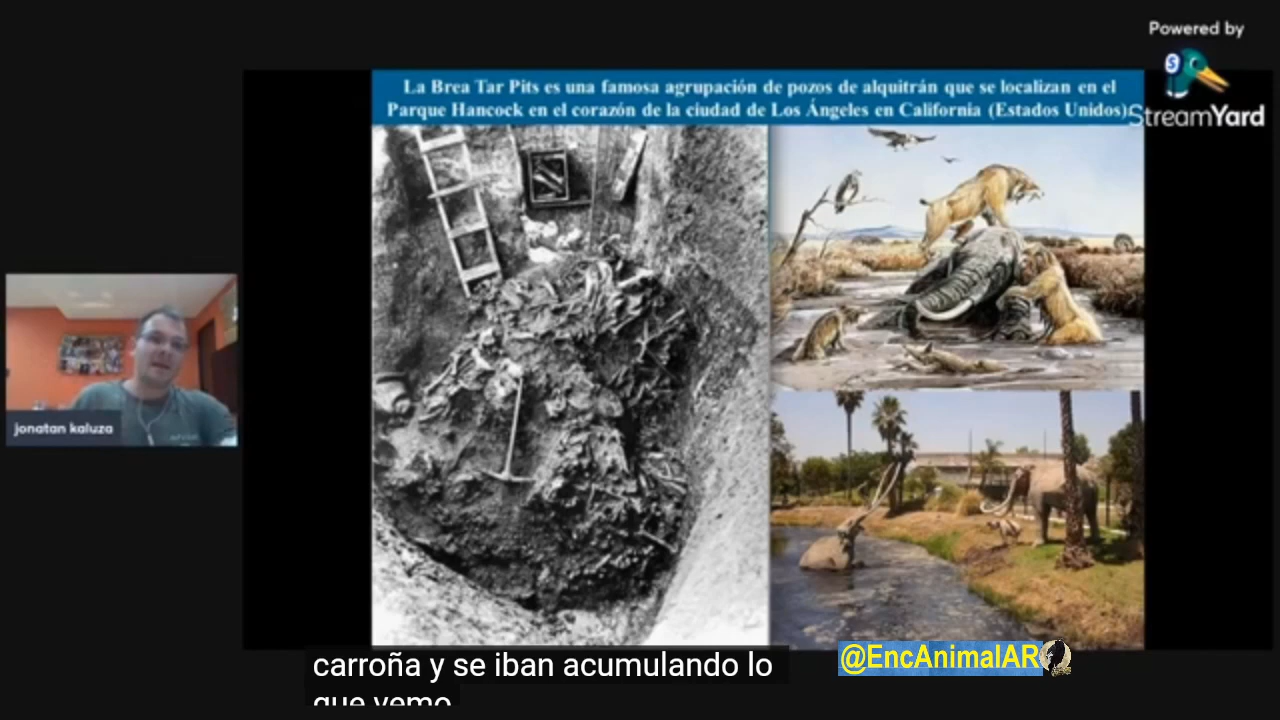 Powered by
StreamYard
La Brea Tar Pits es una famosa agrupación de pozos de alquitrán que se localizan en el
Parque Hancock en el corazón de la ciudad de Los Ángeles en California (Estados Unidos)
jonatan kaluza
carroña y se iban acumulando lo
que vemo
@EncAnimalAR